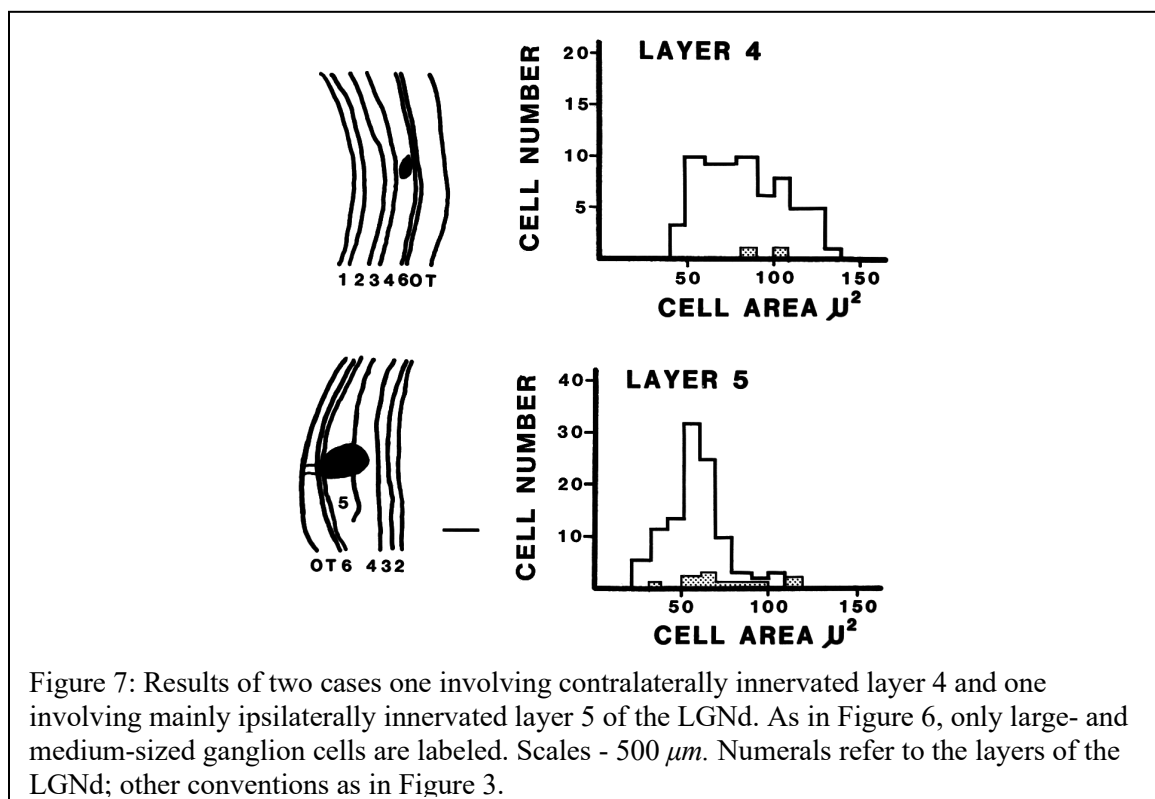 LAYER 4
CELL NUMBER
20
15
10
5
50 100 150
CELL AREA µ²
1 2 3 4 6 O T
LAYER 5
CELL NUMBER
40
30
20
10
50 100 150
CELL AREA µ²
5
O T 6 4 3 2
Figure 7: Results of two cases one involving contralaterally innervated layer 4 and one
involving mainly ipsilaterally innervated layer 5 of the LGNd. As in Figure 6, only large- and
medium-sized ganglion cells are labeled. Scales - 500 µm. Numerals refer to the layers of the
LGNd; other conventions as in Figure 3.